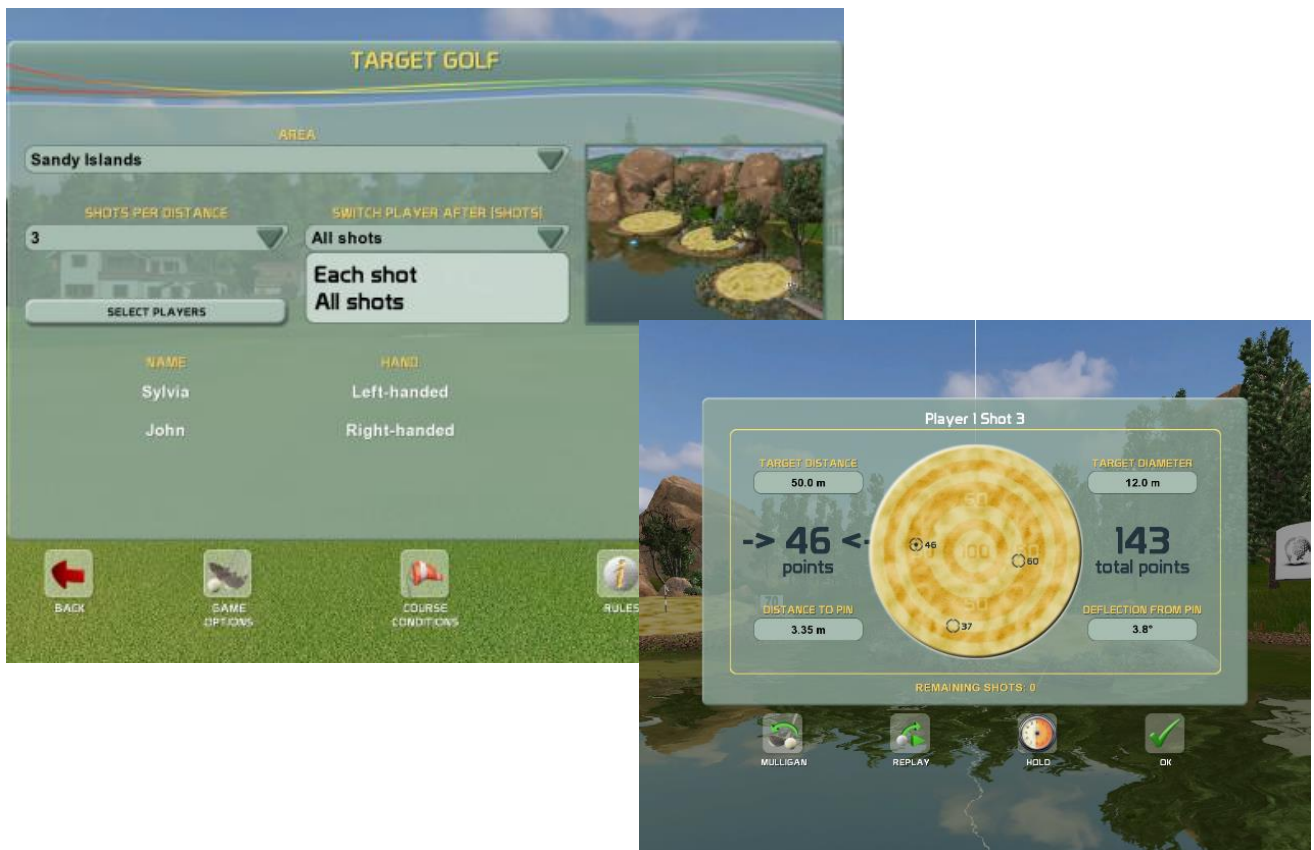 TARGET GOLF
AREA
Sandy Islands
SHOTS PER DISTANCE
SWITCH PLAYER AFTER (SHOTS)
3
All shots
Each shot
All shots
SELECT PLAYERS
NAME
HAND
Sylvia
Left-handed
John
Right-handed
BACK
GAME OPTIONS
COURSE CONDITIONS
RULES
Player 1 Shot 3
TARGET DISTANCE
50.0 m
TARGET DIAMETER
12.0 m
-> 46 <-
points
50
46
100
60
50
37
143
total points
70
DISTANCE TO PIN
3.35 m
DEFLECTION FROM PIN
3.8°
REMAINING SHOTS: 0
MULLIGAN
REPLAY
HOLD
OK